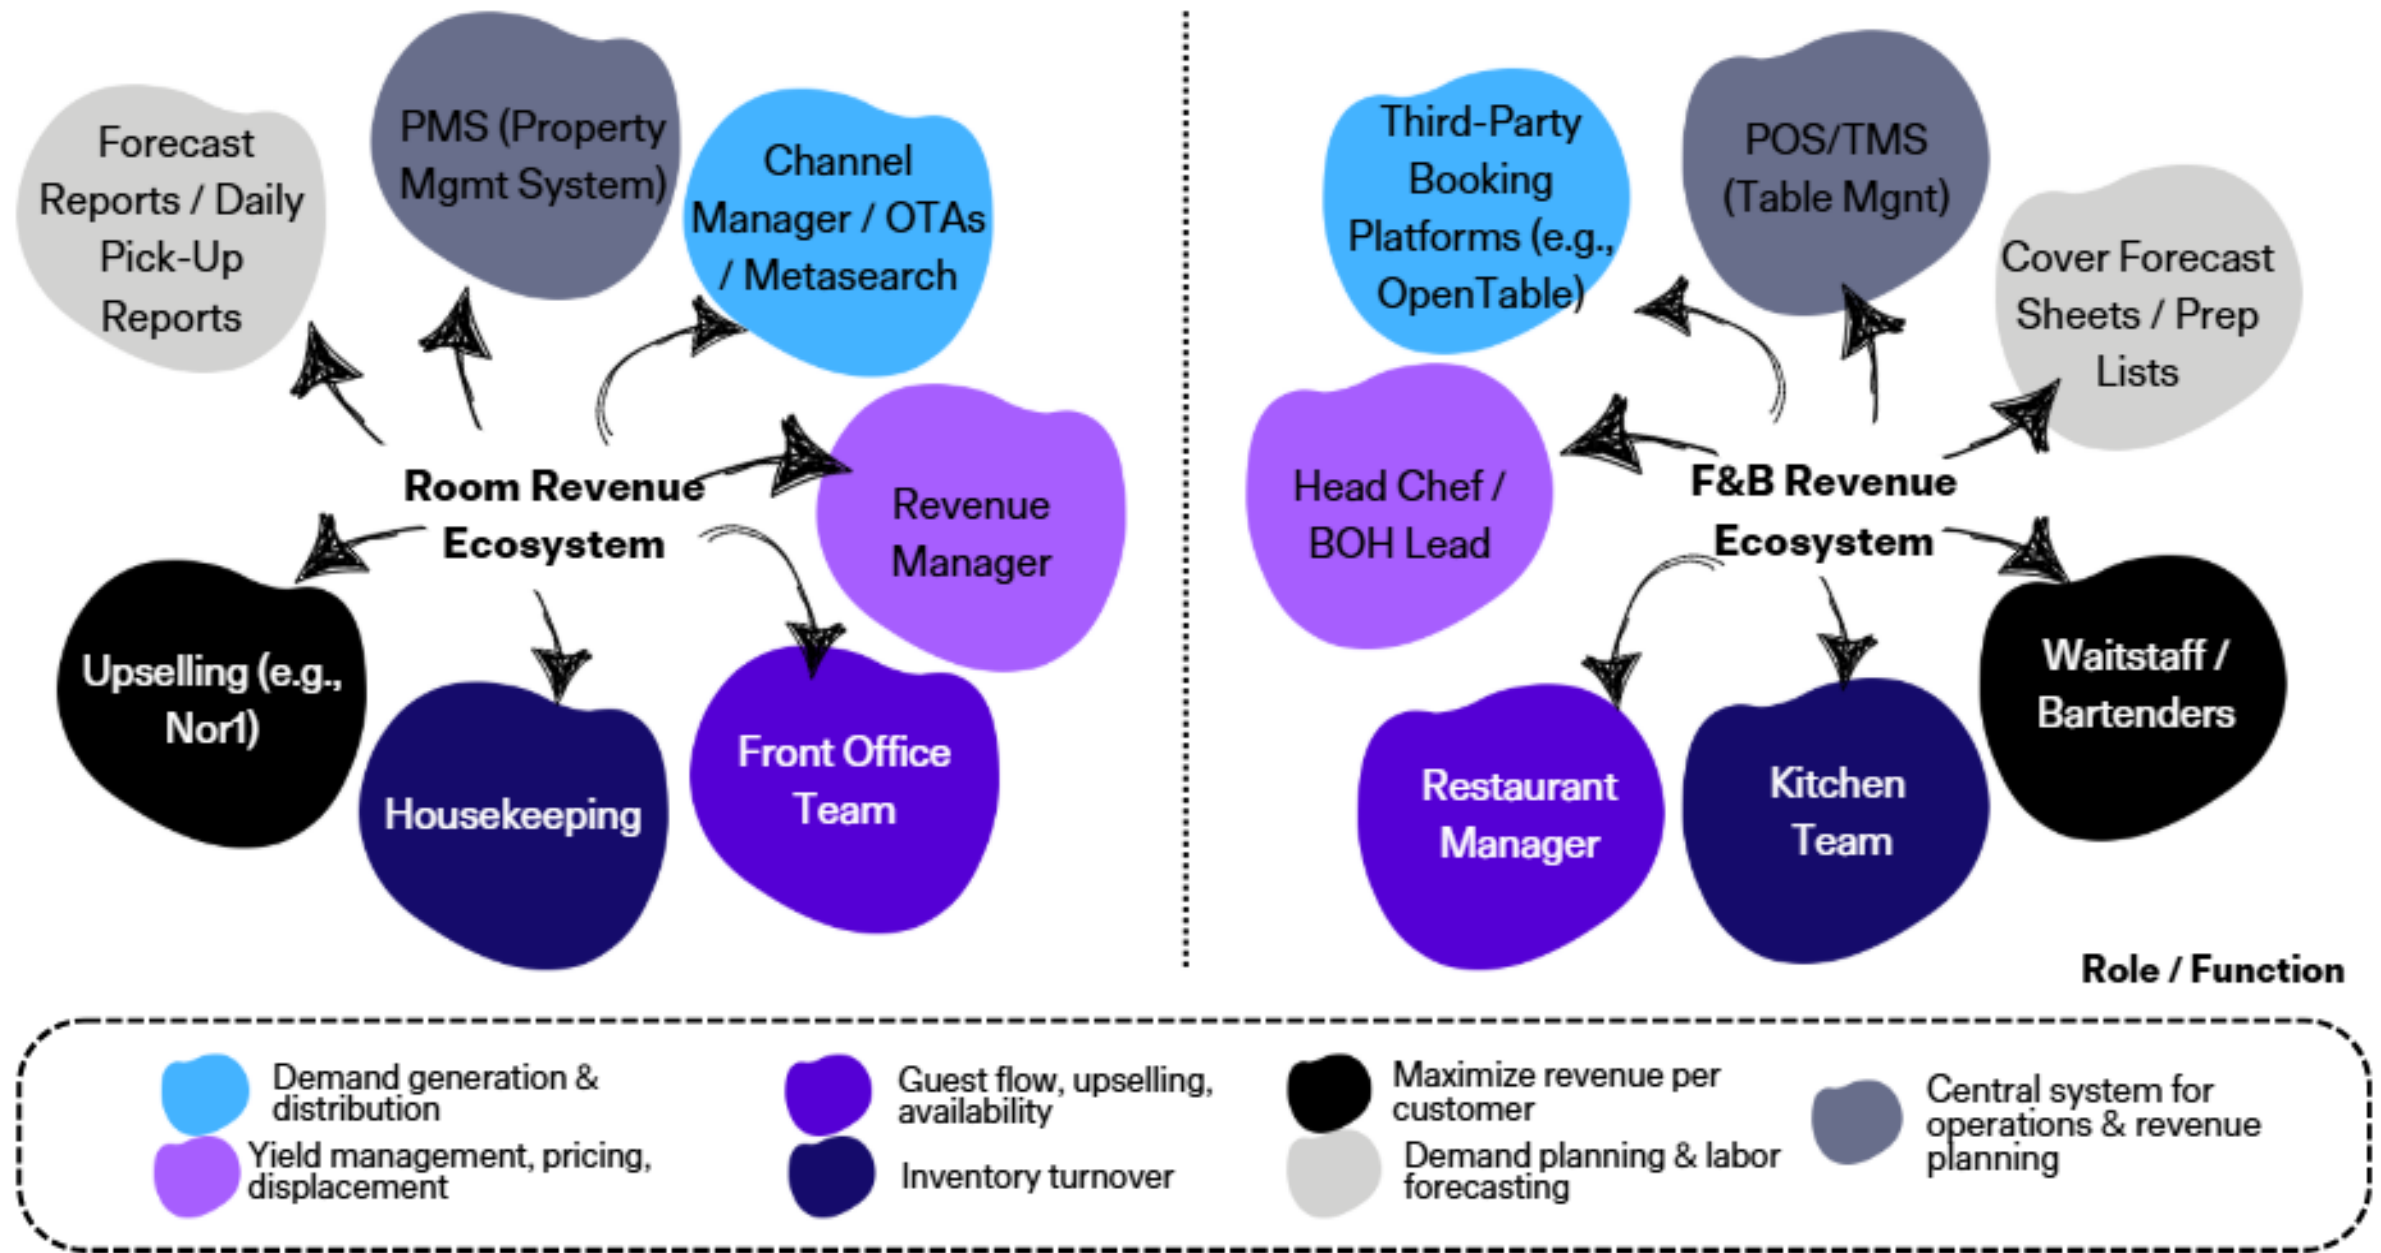 Forecast
Reports / Daily
Pick-Up
Reports
PMS (Property
Mgmt System)
Channel
Manager / OTAs
/ Metasearch
Room Revenue
Ecosystem
Revenue
Manager
Upselling (e.g.,
Nor1)
Housekeeping
Front Office
Team
Third-Party
Booking
Platforms (e.g.,
OpenTable)
POS/TMS
(Table Mgnt)
Cover Forecast
Sheets / Prep
Lists
Head Chef /
BOH Lead
F&B Revenue
Ecosystem
Restaurant
Manager
Kitchen
Team
Waitstaff /
Bartenders
Role / Function
Demand generation &
distribution
Yield management, pricing,
displacement
Guest flow, upselling,
availability
Inventory turnover
Maximize revenue per
customer
Demand planning & labor
forecasting
Central system for
operations & revenue
planning